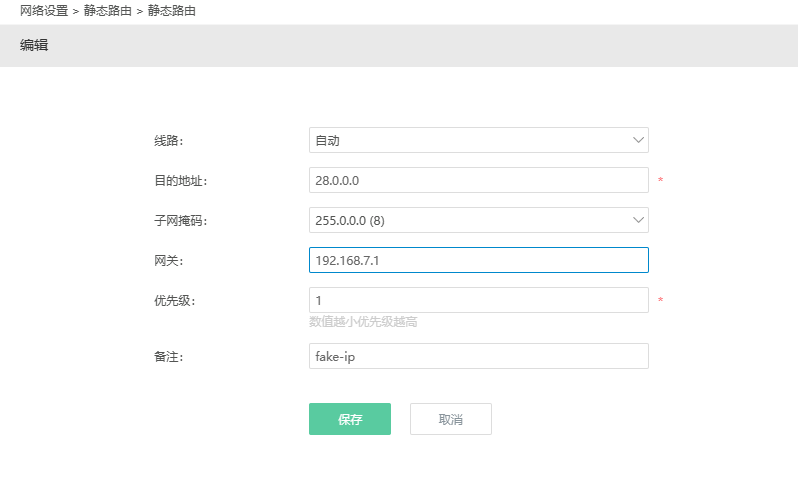 网络设置 > 静态路由 > 静态路由
编辑
线路: 自动
目的地址: 28.0.0.0 *
子网掩码: 255.0.0.0 (8)
网关: 192.168.7.1
优先级: 1 *
数值越小优先级越高
备注: fake-ip
保存 取消